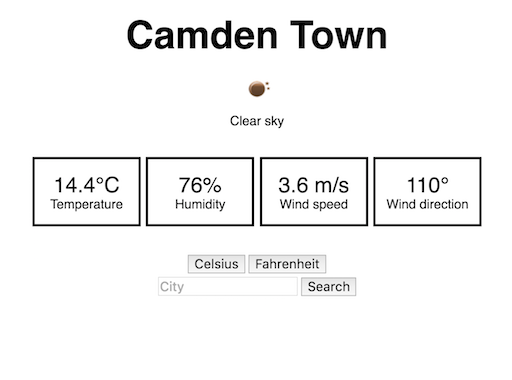 Camden Town
Clear sky
14.4°C 76% 3.6 m/s 110°
Temperature Humidity Wind speed Wind direction
Celsius Fahrenheit
City Search